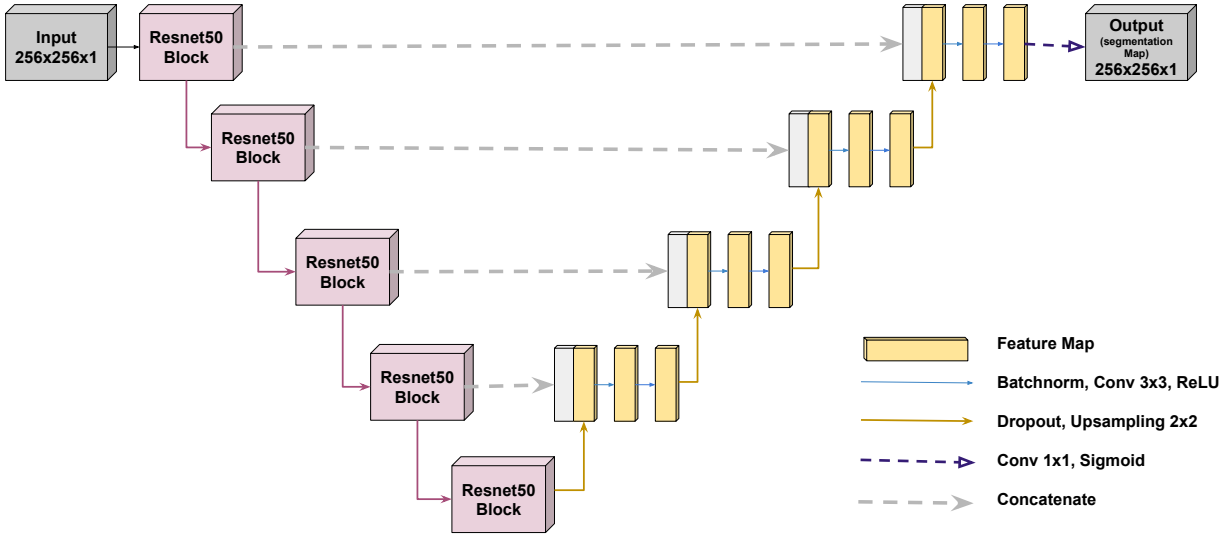 Input
256x256x1
Resnet50
Block
Output
(segmentation
Map)
256x256x1
Resnet50
Block
Resnet50
Block
Resnet50
Block
Resnet50
Block
Feature Map
Batchnorm, Conv 3x3, ReLU
Dropout, Upsampling 2x2
Conv 1x1, Sigmoid
Concatenate